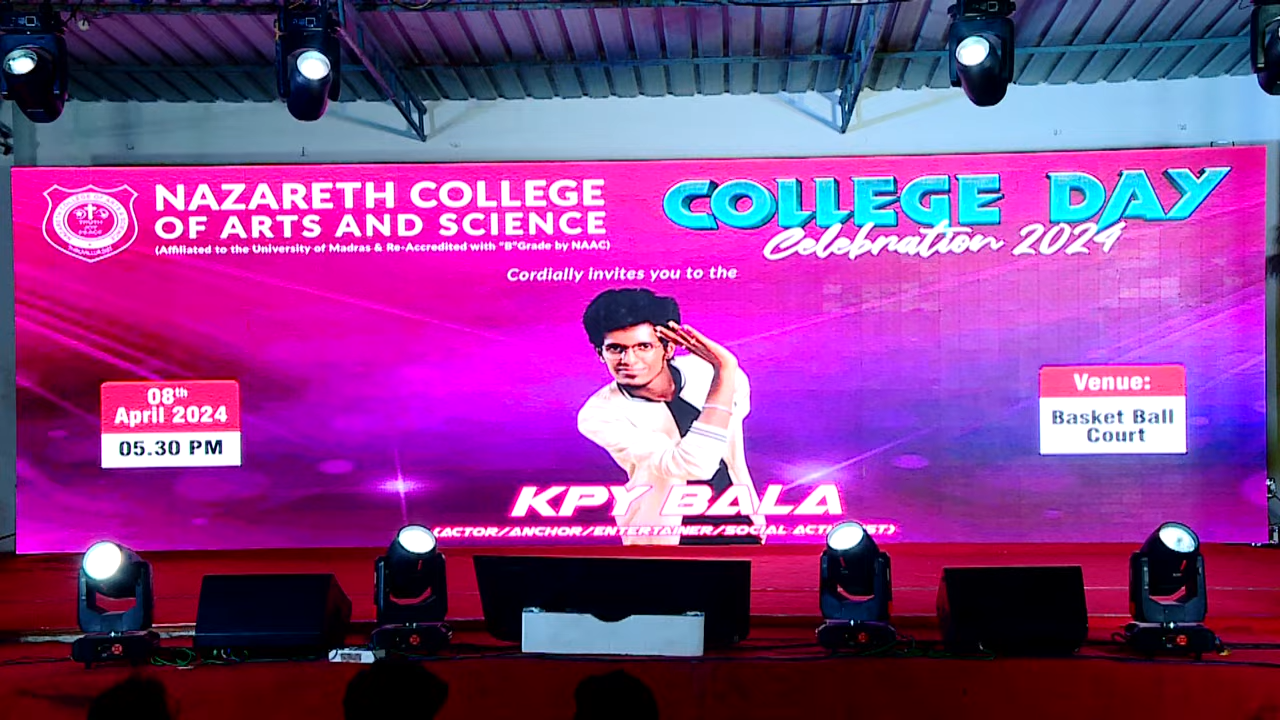 NAZARETH COLLEGE
OF ARTS AND SCIENCE
(Affiliated to the University of Madras & Re-Accredited with "B"Grade by NAAC)
COLLEGE DAY
Celebration 2024
Cordially invites you to the
08th
April 2024
05.30 PM
Venue:
Basket Ball
Court
KPY BALA
(ACTOR/ANCHOR/ENTERTAINER/SOCIAL